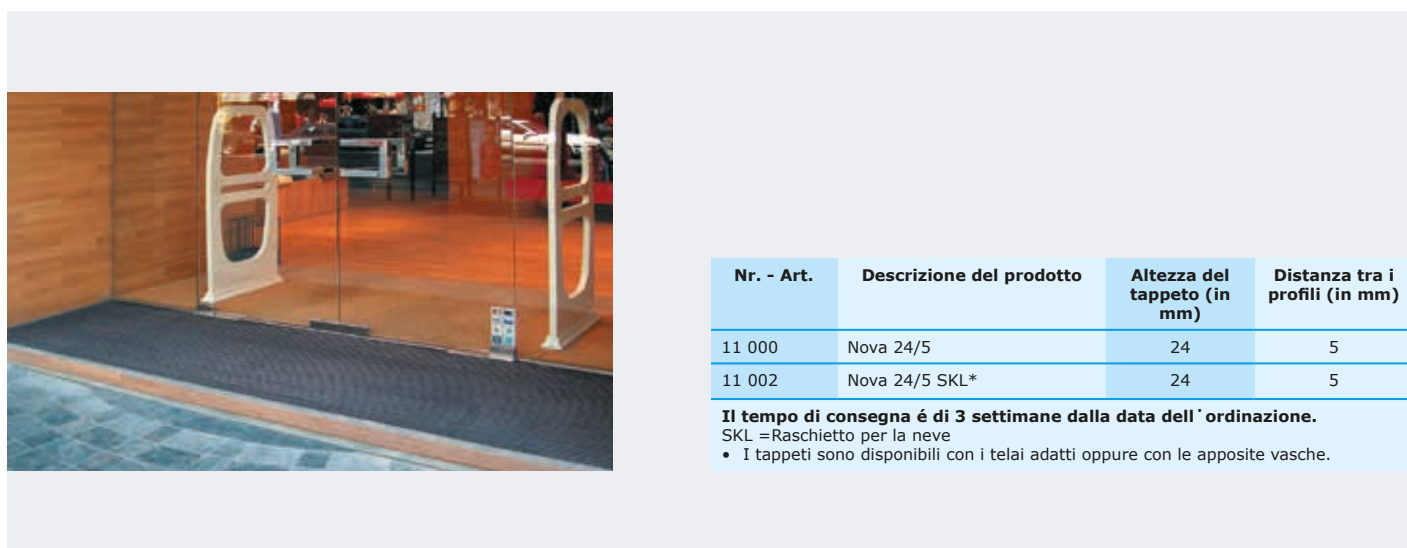 Nr. - Art. Descrizione del prodotto Altezza del tappeto (in mm) Distanza tra i profili (in mm)
11 000 Nova 24/5 24 5
11 002 Nova 24/5 SKL* 24 5
Il tempo di consegna é di 3 settimane dalla data dell˙ordinazione.
SKL =Raschietto per la neve
• I tappeti sono disponibili con i telai adatti oppure con le apposite vasche.